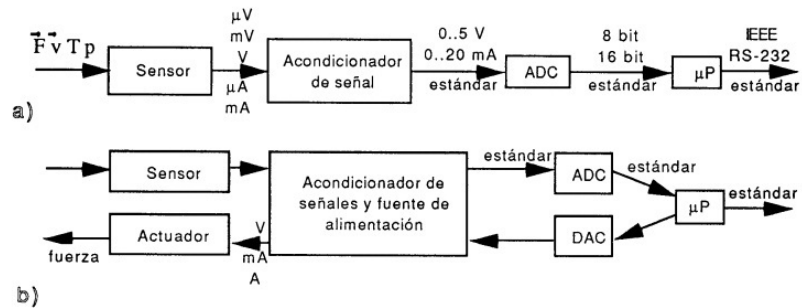 F v T p
Sensor
μV
mV
V
μA
mA
Acondicionador
de señal
0..5 V
0..20 mA
estándar
ADC
8 bit
16 bit
estándar
μP
IEEE
RS-232
estándar
a)
Sensor
Actuador
fuerza
V
mA
A
Acondicionador de
señales y fuente de
alimentación
estándar
ADC
estándar
DAC
μP
estándar
b)